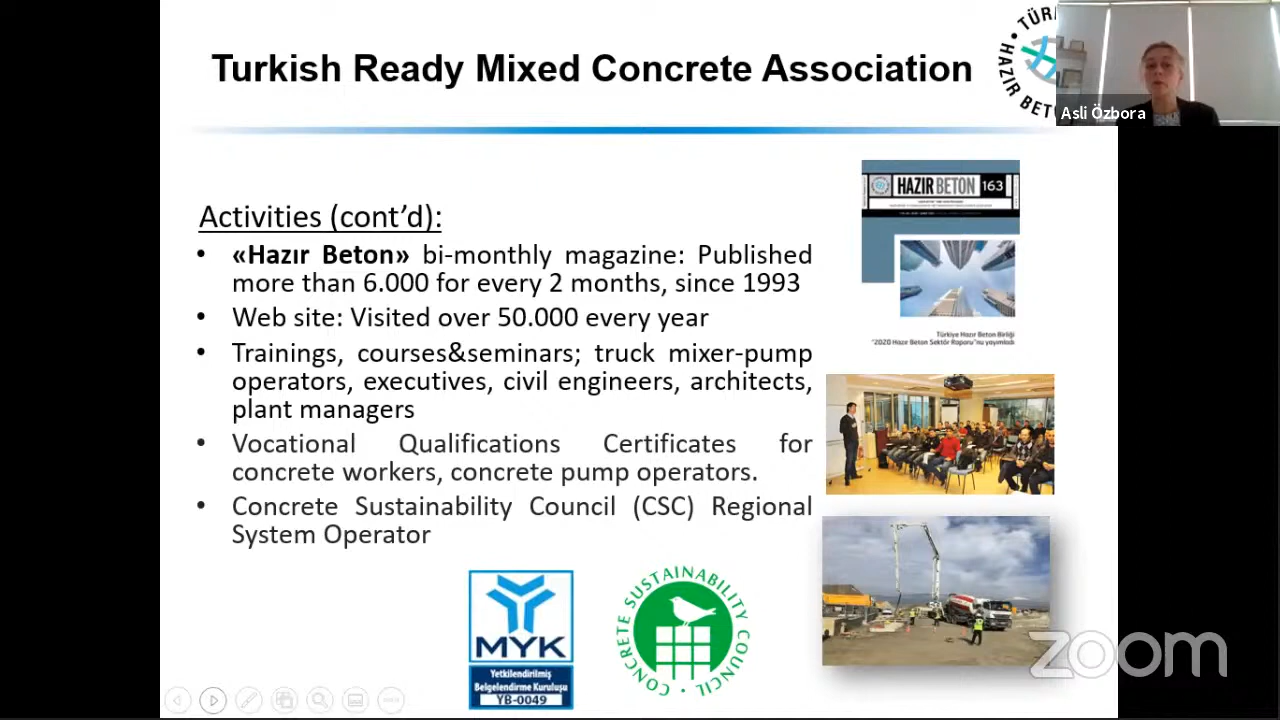 Turkish Ready Mixed Concrete Association
TÜR
HAZIR BET
Asli Özbora
Activities (cont’d):
• «Hazır Beton» bi-monthly magazine: Published
more than 6.000 for every 2 months, since 1993
• Web site: Visited over 50.000 every year
• Trainings, courses&seminars; truck mixer-pump
operators, executives, civil engineers, architects,
plant managers
• Vocational Qualifications Certificates for
concrete workers, concrete pump operators.
• Concrete Sustainability Council (CSC) Regional
System Operator
HAZIR BETON 163
Türkiye Hazır Beton Birliği
"2020 Hazır Beton Sektör Raporu"nu yayımladı
MYK
Yetkilendirilmiş
Belgelendirme Kuruluşu
YB-0049
CONCRETE SUSTAINABILITY COUNCIL
zoom